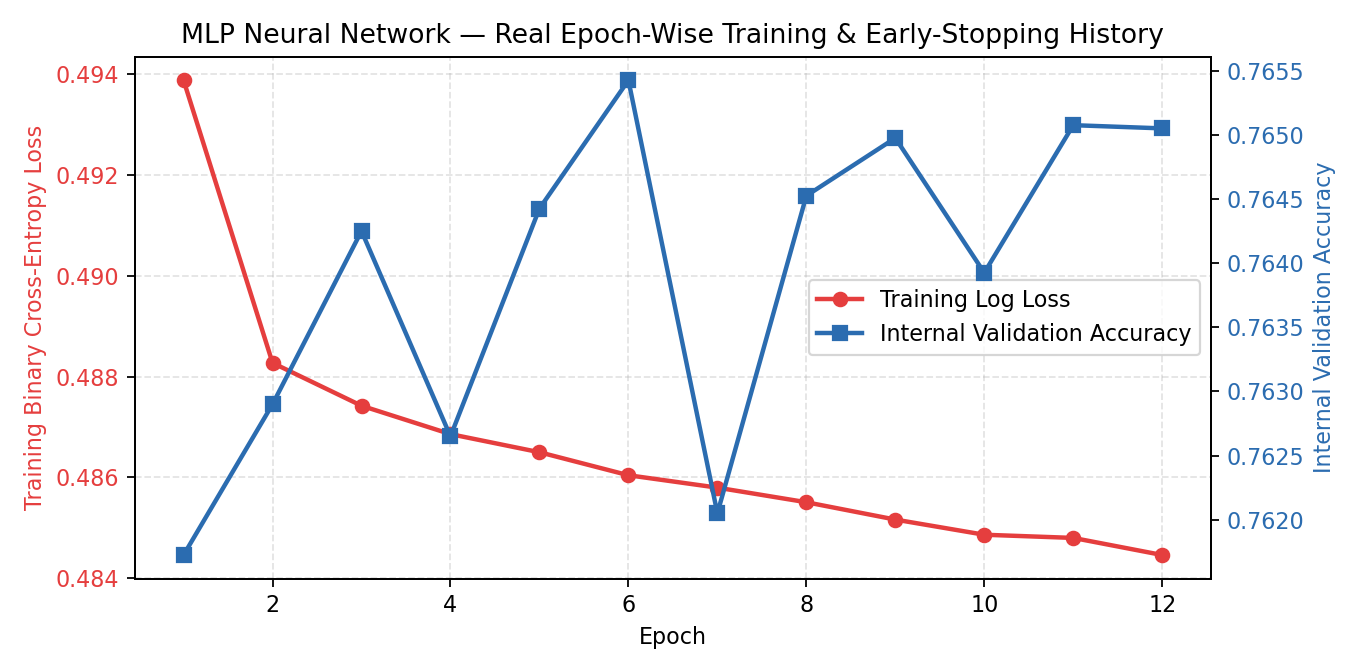 MLP Neural Network — Real Epoch-Wise Training & Early-Stopping History
Training Binary Cross-Entropy Loss
0.494
0.492
0.490
0.488
0.486
0.484
Training Log Loss
Internal Validation Accuracy
0.7655
0.7650
0.7645
0.7640
0.7635
0.7630
0.7625
0.7620
Internal Validation Accuracy
2 4 6 8 10 12
Epoch